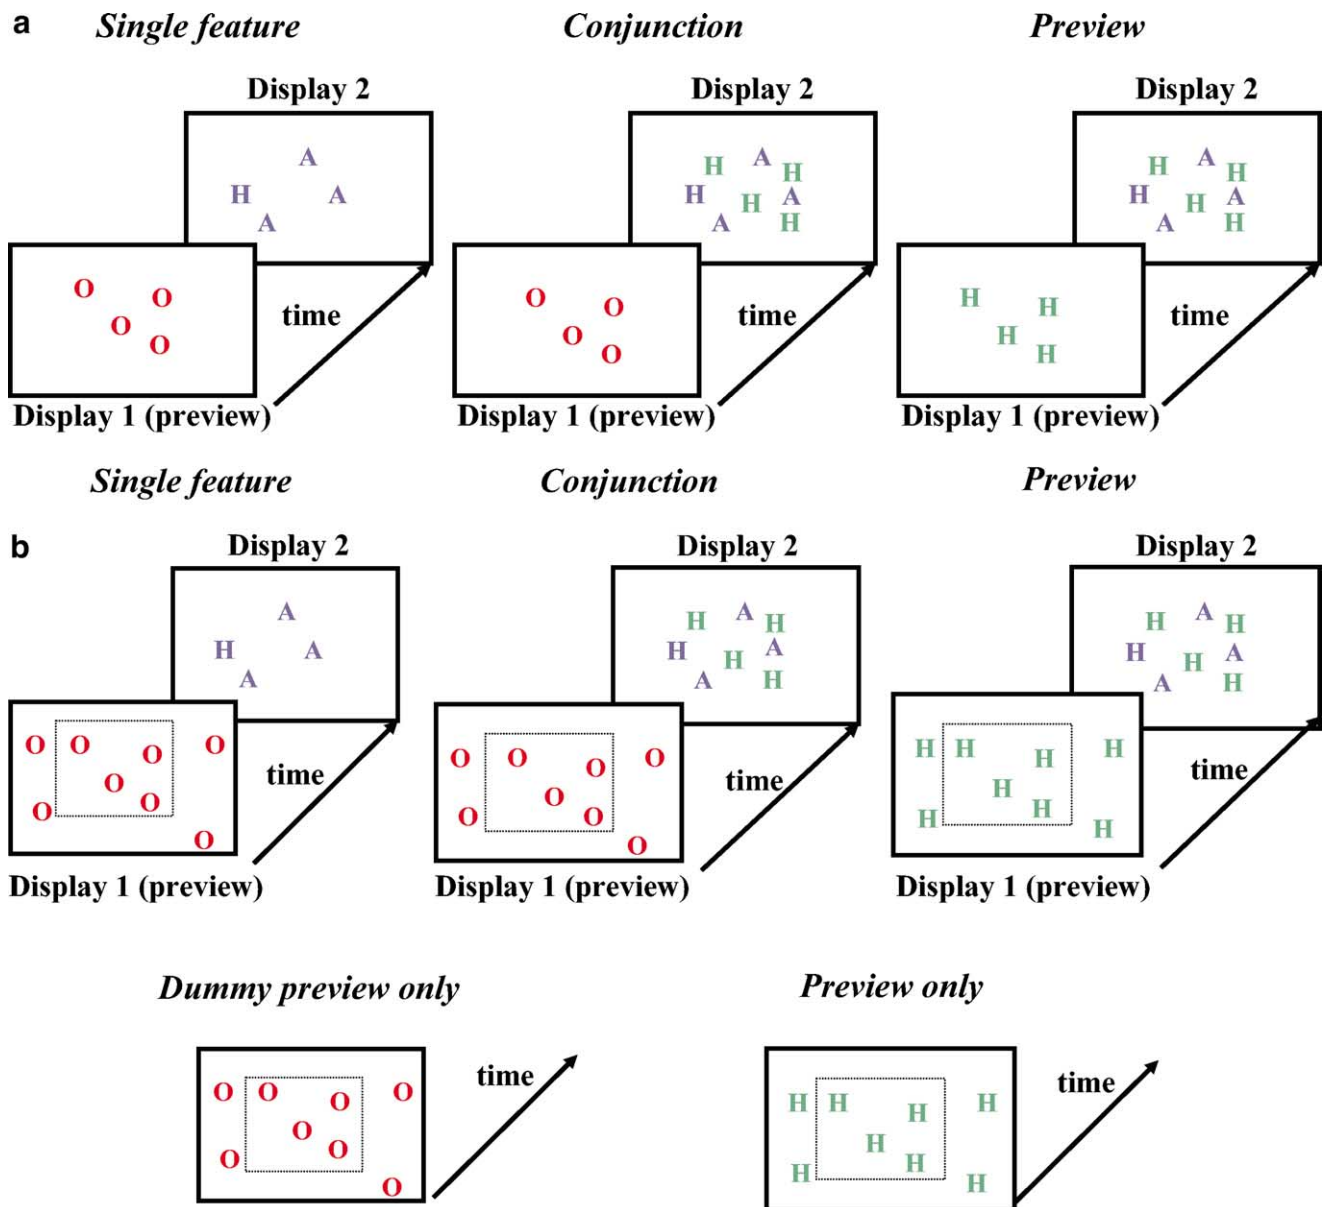 a
Single feature
Conjunction
Preview
Display 2
Display 2
Display 2
A
H
A
A
H
A
H
H
H
A
A
H
H
A
H
H
H
A
A
H
O
O
O
O
time
Display 1 (preview)
O
O
O
O
time
Display 1 (preview)
H
H
H
H
time
Display 1 (preview)
Single feature
Conjunction
Preview
b
Display 2
Display 2
Display 2
A
H
A
A
H
A
H
H
H
A
A
H
H
A
H
H
H
A
A
H
O
O
O
O
O
O
O
O
time
Display 1 (preview)
O
O
O
O
O
O
O
O
time
Display 1 (preview)
H
H
H
H
H
H
H
H
time
Display 1 (preview)
Dummy preview only
Preview only
O
O
O
O
O
O
O
O
time
H
H
H
H
H
H
H
H
time